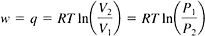 w = q = RT ln(V₂/V₁) = RT ln(P₁/P₂)